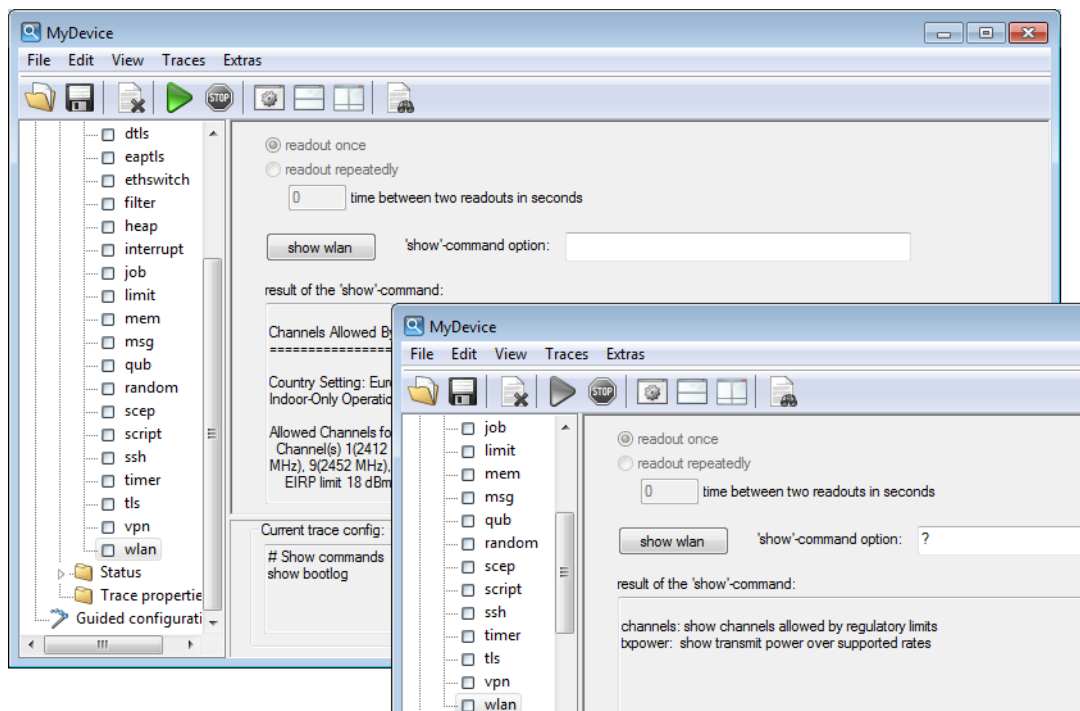 MyDevice
File Edit View Traces Extras
STOP
dtls
eaptls
ethswitch
filter
heap
interrupt
job
limit
mem
msg
qub
random
scep
script
ssh
timer
tls
vpn
wlan
Status
Trace propertie
Guided configurati
readout once
readout repeatedly
0 time between two readouts in seconds
show wlan 'show'-command option:
result of the 'show'-command:
Channels Allowed By
==================
Country Setting: Eur
Indoor-Only Operatio
Allowed Channels fo
Channel(s) 1(2412
MHz), 9(2452 MHz),
EIRP limit 18 dBm
Current trace config:
# Show commands
show bootlog
MyDevice
File Edit View Traces Extras
STOP
job
limit
mem
msg
qub
random
scep
script
ssh
timer
tls
vpn
wlan
readout once
readout repeatedly
0 time between two readouts in seconds
show wlan 'show'-command option: ?
result of the 'show'-command:
channels: show channels allowed by regulatory limits
txpower: show transmit power over supported rates